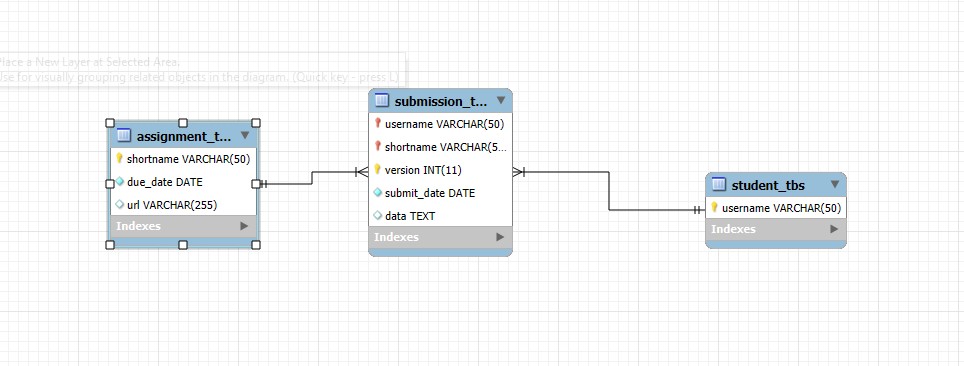 Place a New Layer at Selected Area.
Use for visually grouping related objects in the diagram. (Quick key - press L)
assignment_t...
shortname VARCHAR(50)
due_date DATE
url VARCHAR(255)
Indexes
submission_t...
username VARCHAR(50)
shortname VARCHAR(5...
version INT(11)
submit_date DATE
data TEXT
Indexes
student_tbs
username VARCHAR(50)
Indexes